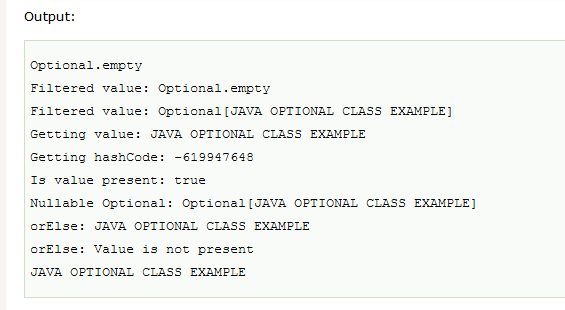 Output:
Optional.empty
Filtered value: Optional.empty
Filtered value: Optional[JAVA OPTIONAL CLASS EXAMPLE]
Getting value: JAVA OPTIONAL CLASS EXAMPLE
Getting hashCode: -619947648
Is value present: true
Nullable Optional: Optional[JAVA OPTIONAL CLASS EXAMPLE]
orElse: JAVA OPTIONAL CLASS EXAMPLE
orElse: Value is not present
JAVA OPTIONAL CLASS EXAMPLE